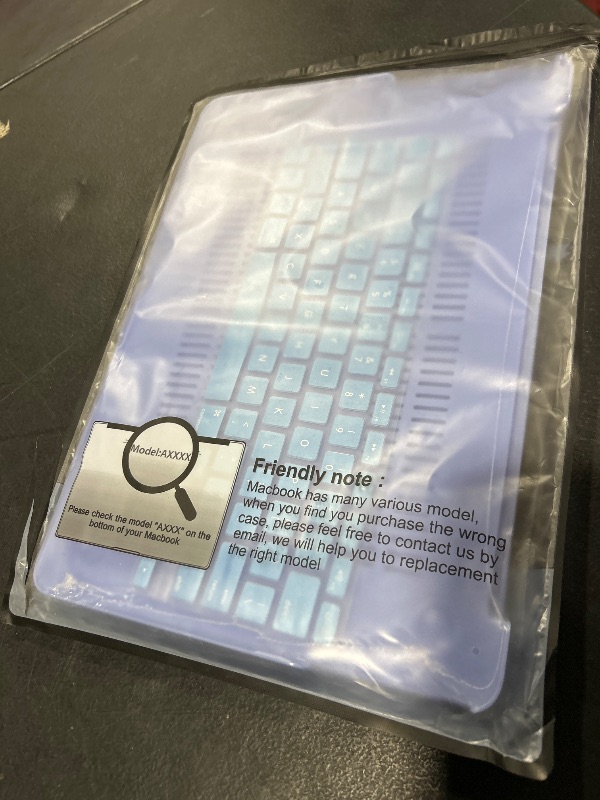 Model:AXXXX
Please check the model "AXXX" on the
bottom of your Macbook
Friendly note :
Macbook has many various model,
when you find you purchase the wrong
case, please feel free to contact us by
email, we will help you to replacement
the right model